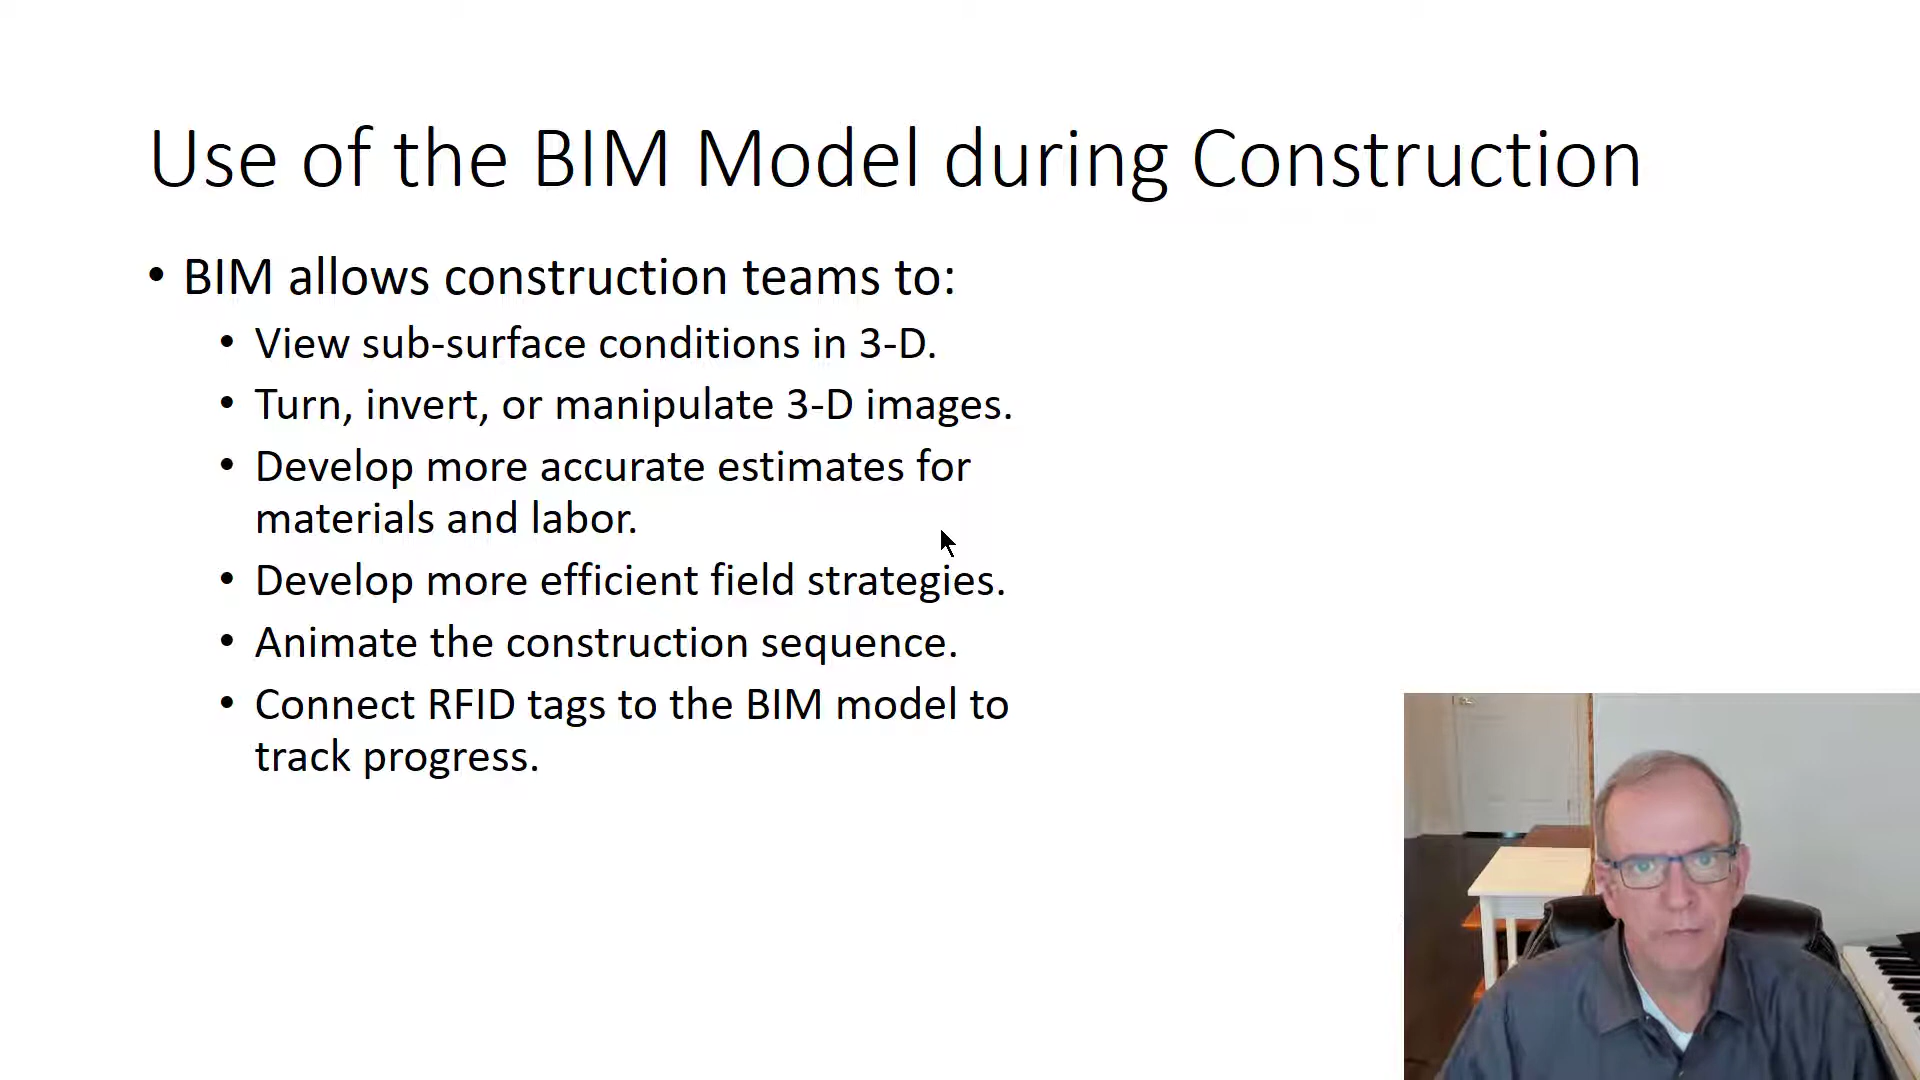 Use of the BIM Model during Construction
• BIM allows construction teams to:
• View sub-surface conditions in 3-D.
• Turn, invert, or manipulate 3-D images.
• Develop more accurate estimates for
materials and labor.
• Develop more efficient field strategies.
• Animate the construction sequence.
• Connect RFID tags to the BIM model to
track progress.